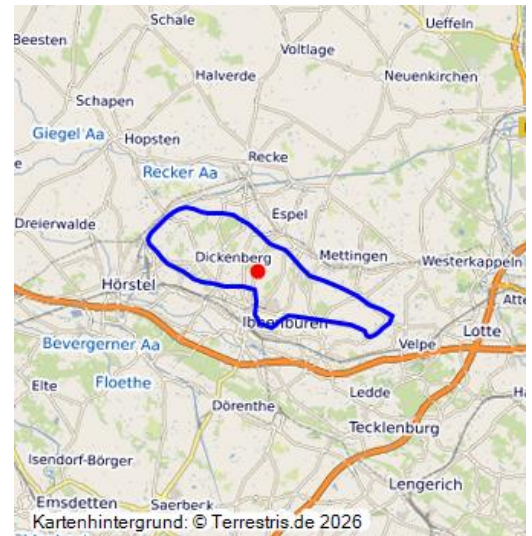 Schale
Ueffeln
Beesten
Voltlage
Halverde
Neuenkirchen
Schapen
Giegel Aa
Hopsten
Recke
Recker Aa
Dreierwalde
Espel
Dickenberg
Mettingen
Westerkappeln
Hörstel
Atte
Ibbenbüren
Lotte
Bevergerner Aa
Velpe
Elte
Floethe
Ledde
Dörenthe
Tecklenburg
Isendorf-Börger
Lengerich
Emsdetten
Saerbeck
Kartenhintergrund: © Terrestris.de 2026